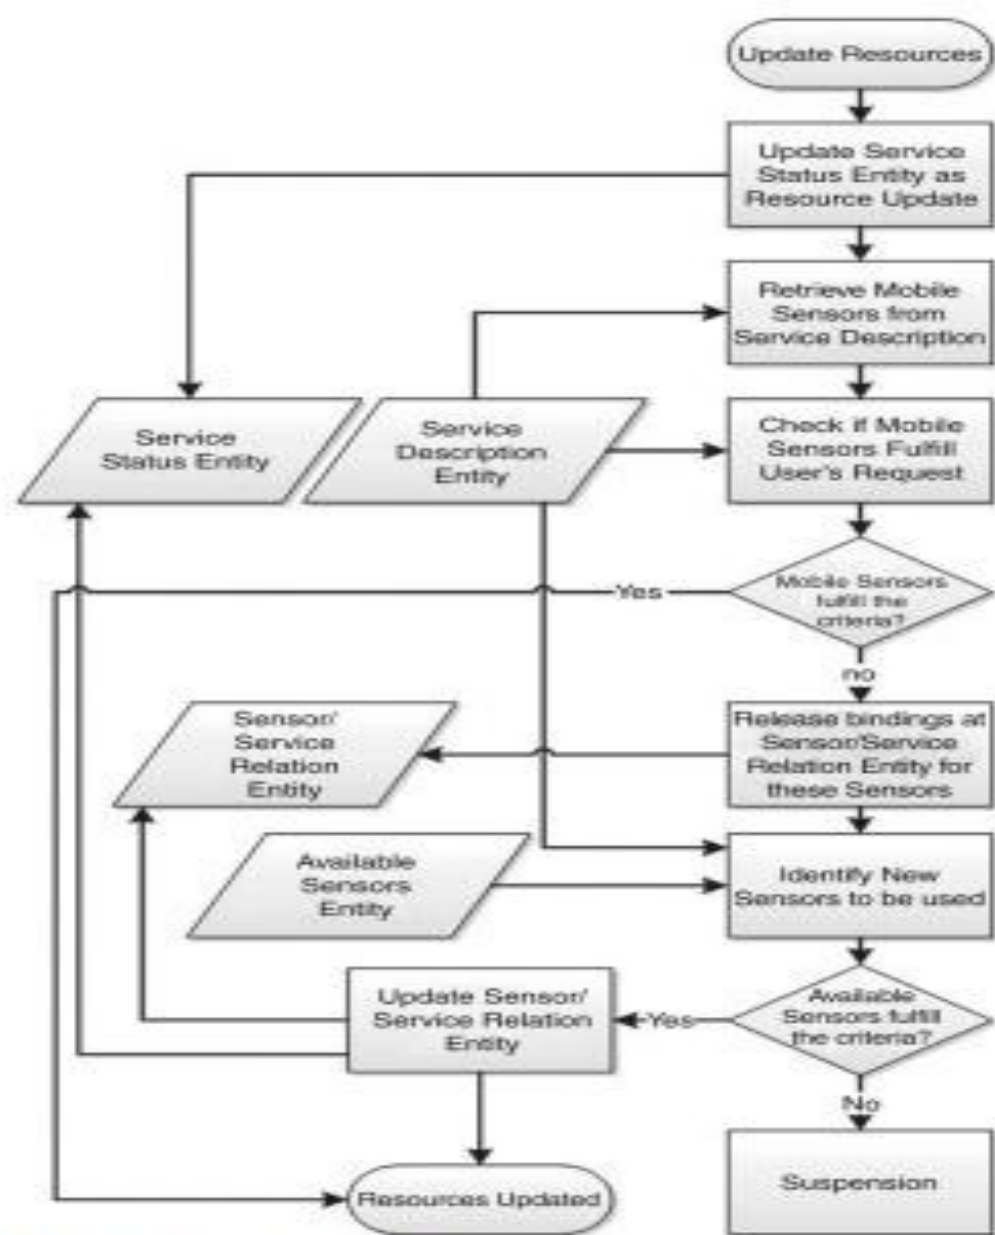 Update Resources
Update Service
Status Entity as
Resource Update
Retrieve Mobile
Sensors from
Service Description
Service
Status Entity
Service
Description
Entity
Check if Mobile
Sensors Fulfill
User's Request
Mobile Sensors
fulfill the
criteria?
Yes
no
Sensor/
Service
Relation
Entity
Release bindings at
Sensor/Service
Relation Entity for
these Sensors
Available
Sensors
Entity
Identify New
Sensors to be used
Update Sensor/
Service Relation
Entity
Yes
Available
Sensors fulfill
the criteria?
No
Resources Updated
Suspension